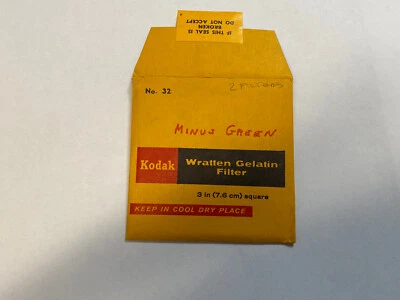 IF THIS SEAL IS
BROKEN
DO NOT ACCEPT
No. 32
MINUS GREEN
Kodak
Wratten Gelatin
Filter
3 in (7.6 cm) square
KEEP IN COOL DRY PLACE